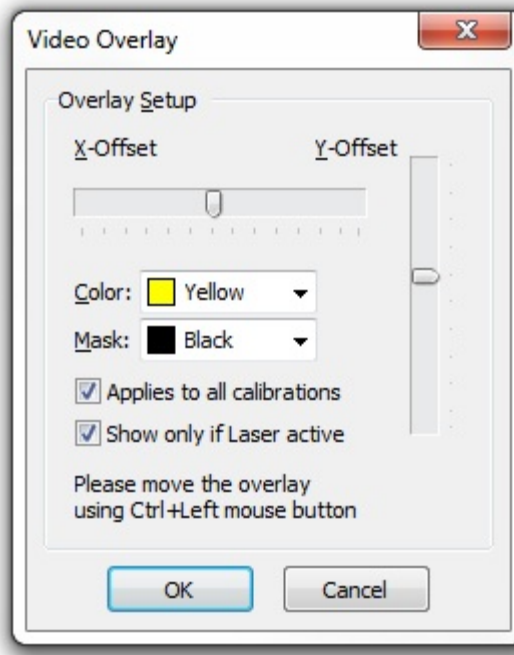 Video Overlay
Overlay Setup
X-Offset
Y-Offset
Color: Yellow
Mask: Black
Applies to all calibrations
Show only if Laser active
Please move the overlay
using Ctrl+Left mouse button
OK
Cancel